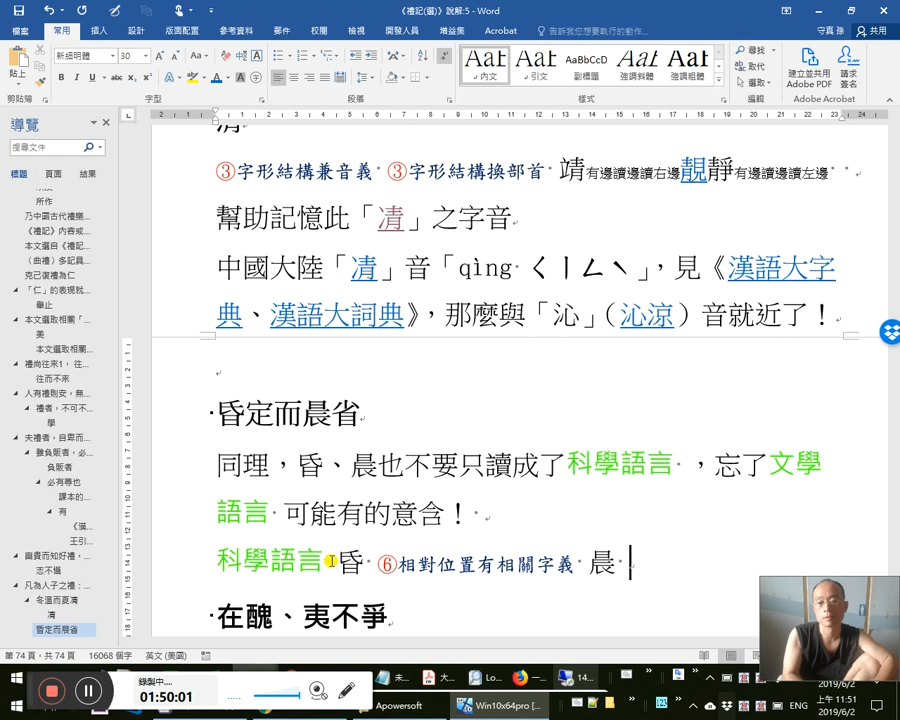 《禮記(選)》說解:5 - Word
檔案 常用 插入 設計 版面配置 參考資料 郵件 校閱 檢視 開發人員 增益集 Acrobat 告訴我您想要執行的動作... 守真 孫 共用
貼上 新細明體 30
AaBbCcD
內文 引文 副標題 強調斜體 強調粗體
尋找 取代 選取
建立並共用 Adobe PDF 請求簽名
剪貼簿 字型 段落 樣式 編輯 Adobe Acrobat
導覽
搜尋文件
標題 頁面 結果
所作
乃中國古代禮樂...
《禮記》內容或...
本文選自《禮記...
〈曲禮〉多記具...
克己復禮為仁
「仁」的表現就...
舉止
本文選取相關「...
美
本文選取相關...
禮尚往來1, 往...
往而不來
人有禮則安, 無...
禮者, 不可不...
學
夫禮者, 自卑而...
雖負販者, 必...
負販者
必有尊也
課本的...
有
《漢...
王引...
幽貴而知好禮,...
志不懾
凡為人子之禮:...
冬溫而夏凊
凊
昏定而晨省
③字形結構兼音義 ③字形結構換部首 靖有邊讀邊讀右邊靚靜有邊讀邊讀左邊
幫助記憶此「凊」之字音
中國大陸「凊」音「qìng ㄑㄧㄥˋ」,見《漢語大字
典、漢語大詞典》,那麼與「沁」(沁涼)音就近了!
昏定而晨省
同理,昏、晨也不要只讀成了科學語言 ,忘了文學
語言 可能有的意含!
科學語言 昏 ⑥相對位置有相關字義 晨
在醜、夷不爭
第 74 頁,共 74 頁 16068 個字 英文 (美國)
錄製中...
01:50:01
未... 大... Lo... 一... 14...
Apowersoft Win10x64pro [... ENG
2019/6/2
上午 11:51
2019/6/2